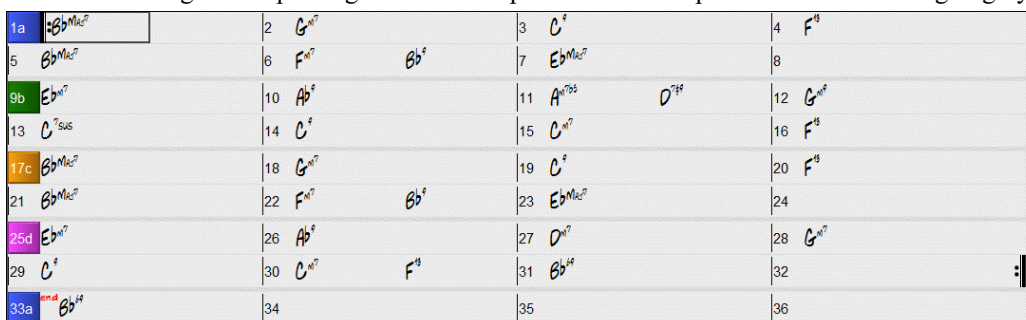 1a BbMAJ7 2 Gm7 3 C9 4 F13
5 BbMAJ7 6 Fm7 Bb9 7 EbMAJ7 8
9b Ebm7 10 Ab9 11 Am7b5 D7#9 12 Gm9
13 C7sus 14 C9 15 Cm7 16 F13
17c BbMAJ7 18 Gm7 19 C9 20 F13
21 BbMAJ7 22 Fm7 Bb9 23 EbMAJ7 24
25d Ebm7 26 Ab9 27 Dm7 28 Gm7
29 C9 30 Cm7 F13 31 Bb69 32
33a end Bb69 34 35 36